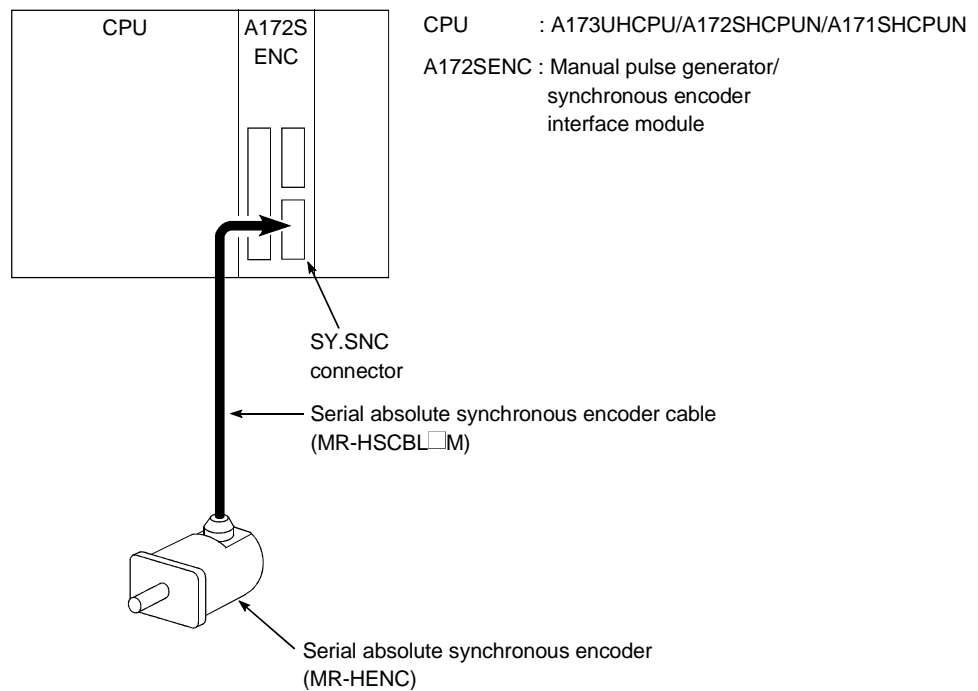 CPU
A172S
ENC
CPU : A173UHCPU/A172SHCPUN/A171SHCPUN
A172SENC : Manual pulse generator/
synchronous encoder
interface module
SY.SNC
connector
Serial absolute synchronous encoder cable
(MR-HSCBL□M)
Serial absolute synchronous encoder
(MR-HENC)